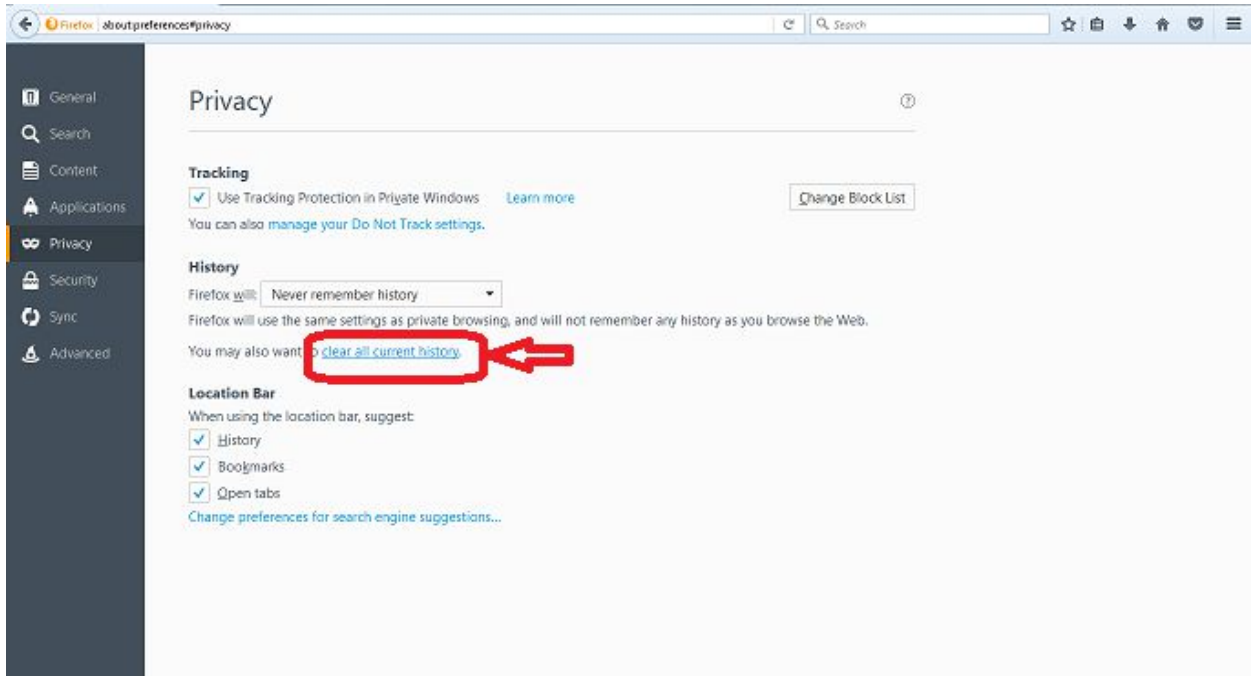 Firefox about:preferences#privacy
Search
General
Search
Content
Applications
Privacy
Security
Sync
Advanced
Privacy
Tracking
Use Tracking Protection in Private Windows Learn more
Change Block List
You can also manage your Do Not Track settings.
History
Firefox will: Never remember history
Firefox will use the same settings as private browsing, and will not remember any history as you browse the Web.
You may also want clear all current history.
Location Bar
When using the location bar, suggest:
History
Bookmarks
Open tabs
Change preferences for search engine suggestions...